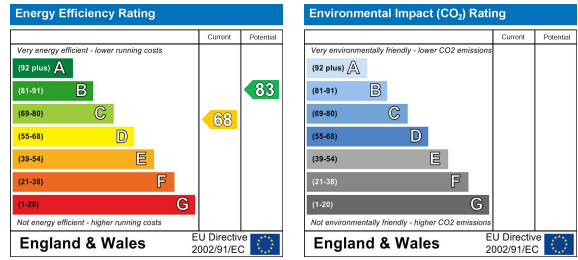 Energy Efficiency Rating
Current Potential
Very energy efficient - lower running costs
(92 plus) A
(81-91) B
(69-80) C
(55-68) D
(39-54) E
(21-38) F
(1-20) G
68
83
Not energy efficient - higher running costs
England & Wales
EU Directive
2002/91/EC
Environmental Impact (CO₂) Rating
Current Potential
Very environmentally friendly - lower CO2 emissions
(92 plus) A
(81-91) B
(69-80) C
(55-68) D
(39-54) E
(21-38) F
(1-20) G
Not environmentally friendly - higher CO2 emissions
England & Wales
EU Directive
2002/91/EC